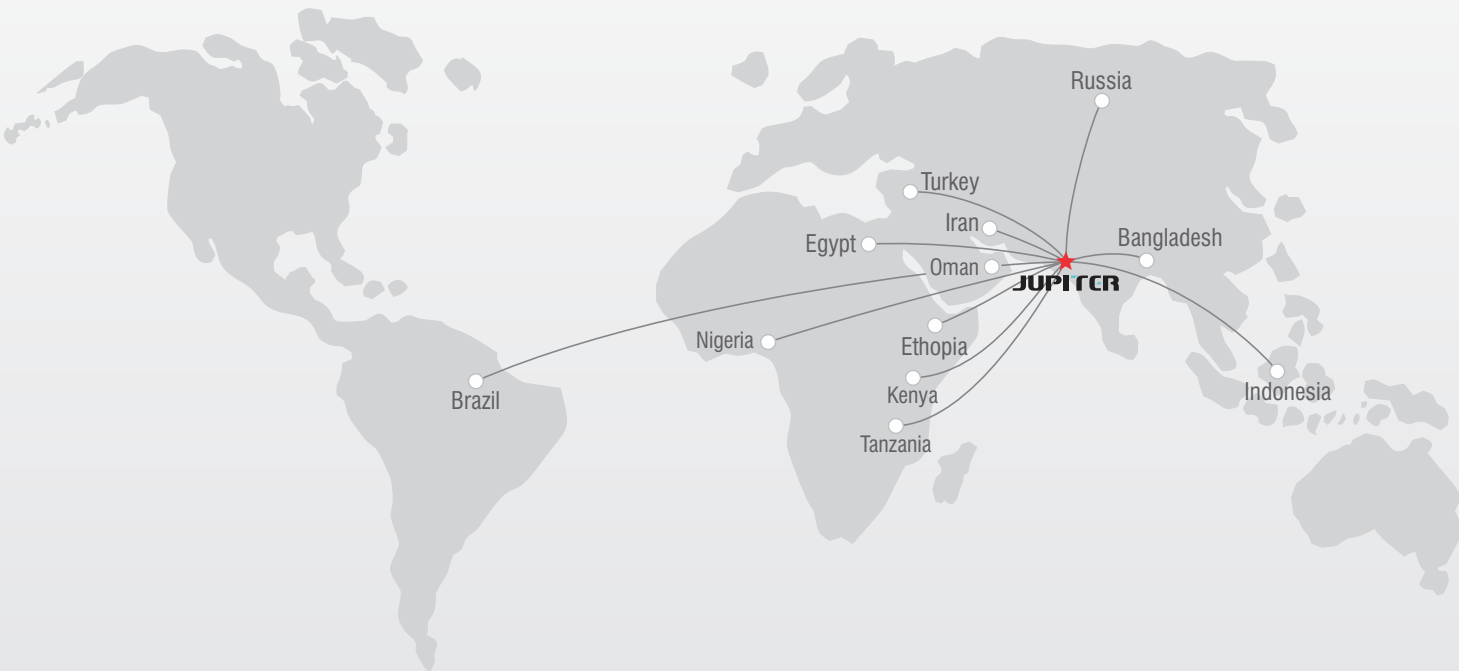 Russia
Turkey
Iran
Bangladesh
Egypt
Oman
JUPITER
Nigeria
Ethopia
Kenya
Indonesia
Brazil
Tanzania